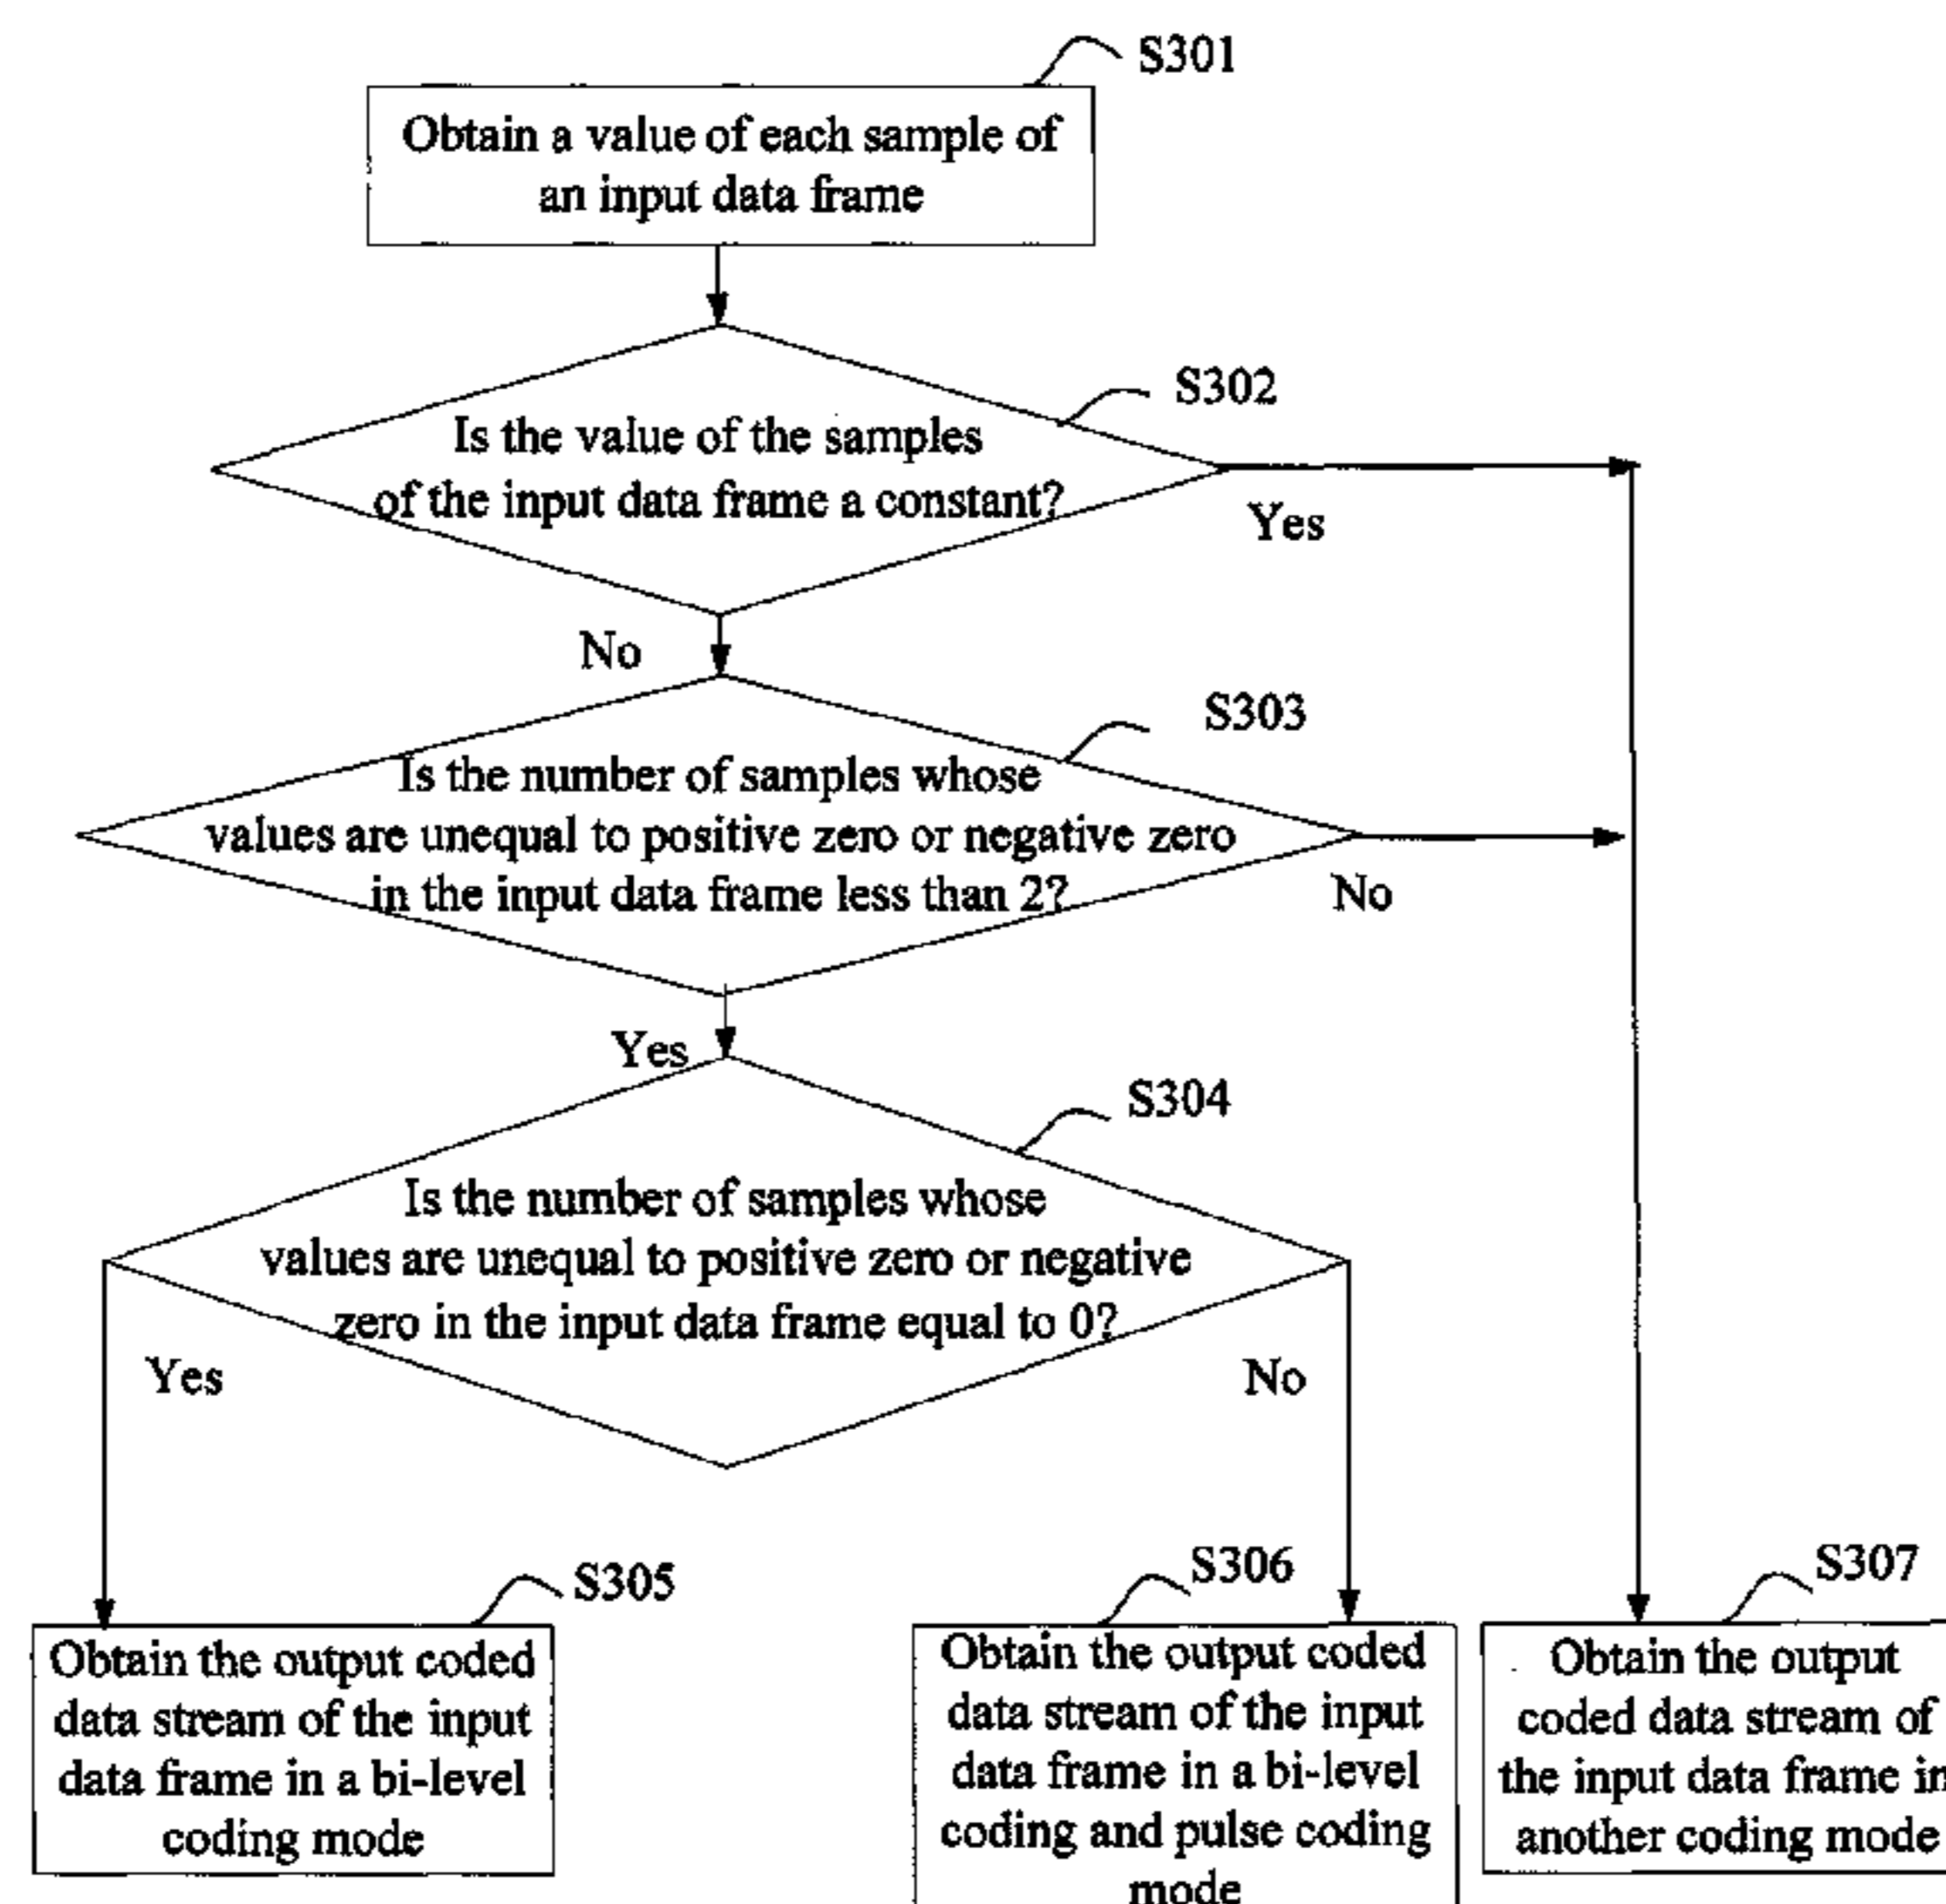 S301
Obtain a value of each sample of
an input data frame
S302
Is the value of the samples
of the input data frame a constant?
Yes
No
S303
Is the number of samples whose
values are unequal to positive zero or negative zero
in the input data frame less than 2?
No
Yes
S304
Is the number of samples whose
values are unequal to positive zero or negative
zero in the input data frame equal to 0?
Yes
No
S305
Obtain the output coded
data stream of the input
data frame in a bi-level
coding mode
S306
Obtain the output coded
data stream of the input
data frame in a bi-level
coding and pulse coding
mode
S307
Obtain the output
coded data stream of
the input data frame in
another coding mode